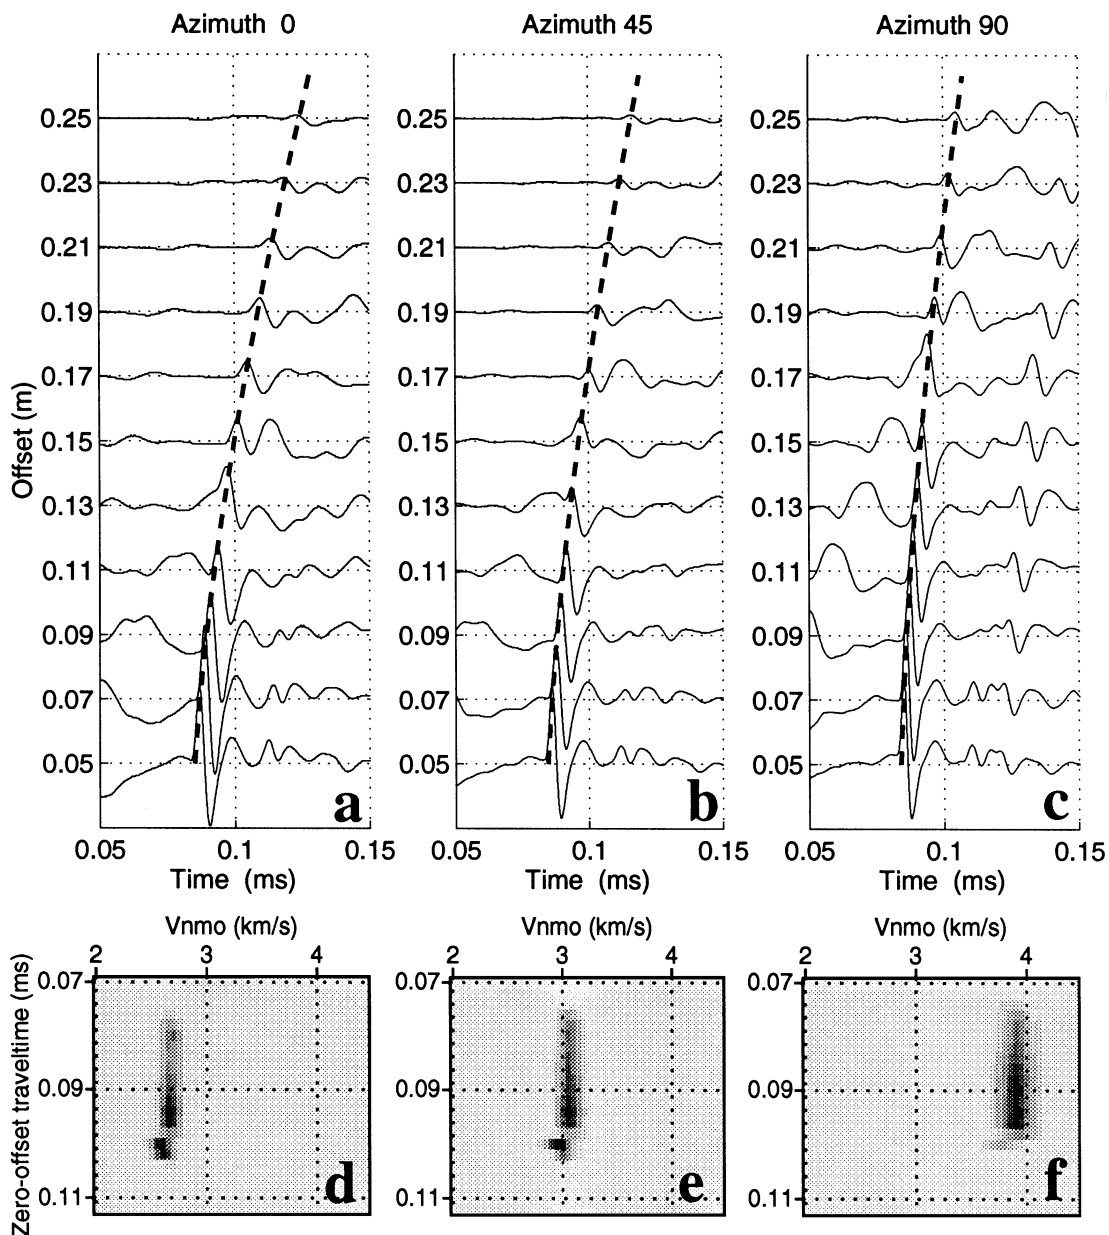 Azimuth 0
Azimuth 45
Azimuth 90
Offset (m)
0.25
0.23
0.21
0.19
0.17
0.15
0.13
0.11
0.09
0.07
0.05
a
0.05 0.1 0.15
Time (ms)
0.25
0.23
0.21
0.19
0.17
0.15
0.13
0.11
0.09
0.07
0.05
b
0.05 0.1 0.15
Time (ms)
0.25
0.23
0.21
0.19
0.17
0.15
0.13
0.11
0.09
0.07
0.05
c
0.05 0.1 0.15
Time (ms)
Zero-offset traveltime (ms)
Vnmo (km/s)
2 3 4
0.07
0.09
0.11
d
Vnmo (km/s)
2 3 4
0.07
0.09
0.11
e
Vnmo (km/s)
2 3 4
0.07
0.09
0.11
f